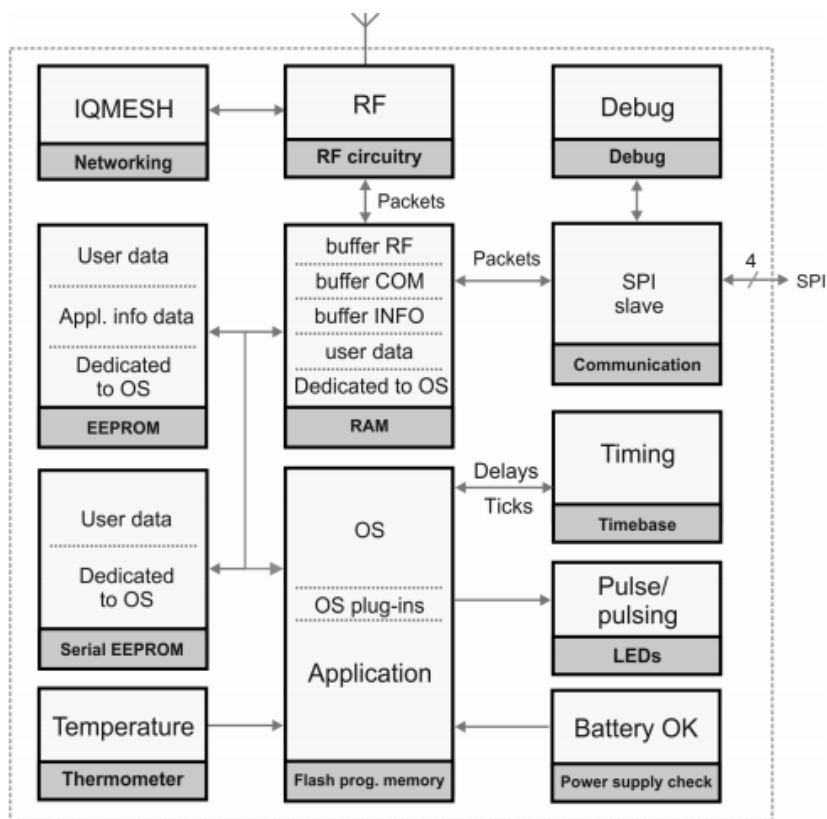 IQMESH
Networking
RF
RF circuitry
Debug
Debug
Packets
User data
Appl. info data
Dedicated
to OS
EEPROM
buffer RF
buffer COM
buffer INFO
user data
Dedicated to OS
RAM
Packets
SPI
slave
Communication
4
SPI
User data
Dedicated
to OS
Serial EEPROM
OS
OS plug-ins
Application
Flash prog. memory
Delays
Ticks
Timing
Timebase
Pulse/
pulsing
LEDs
Temperature
Thermometer
Battery OK
Power supply check